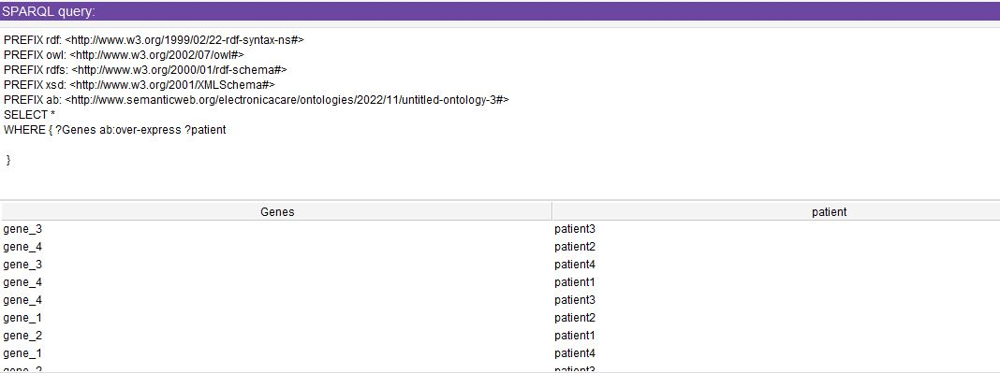 SPARQL query:
PREFIX rdf: <http://www.w3.org/1999/02/22-rdf-syntax-ns#>
PREFIX owl: <http://www.w3.org/2002/07/owl#>
PREFIX rdfs: <http://www.w3.org/2000/01/rdf-schema#>
PREFIX xsd: <http://www.w3.org/2001/XMLSchema#>
PREFIX ab: <http://www.semanticweb.org/electronicacare/ontologies/2022/11/untitled-ontology-3#>
SELECT *
WHERE { ?Genes ab:over-express ?patient
}
Genes patient
gene_3 patient3
gene_4 patient2
gene_3 patient4
gene_4 patient1
gene_4 patient3
gene_1 patient2
gene_2 patient1
gene_1 patient4
gene_2 patient3